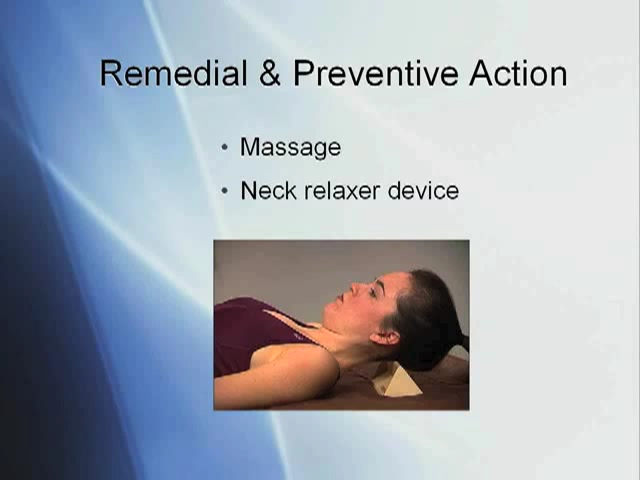 Remedial & Preventive Action
• Massage
• Neck relaxer device